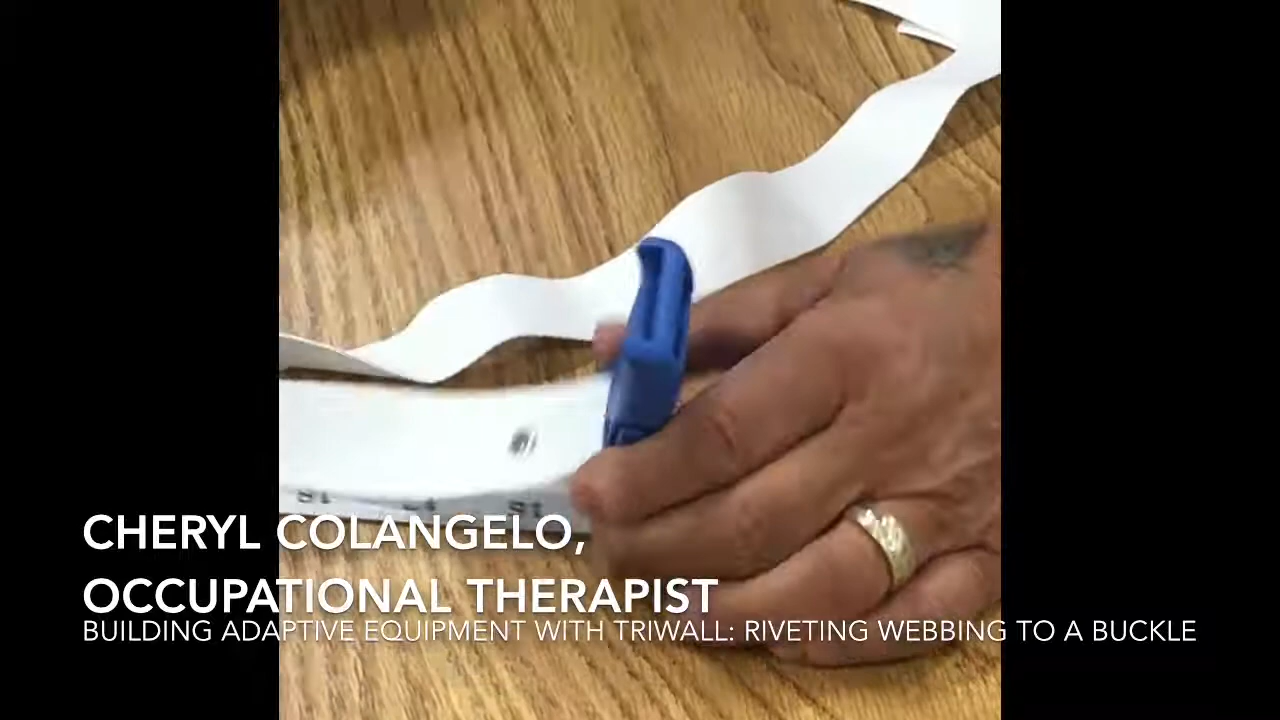 CHERYL COLANGELO,
OCCUPATIONAL THERAPIST
BUILDING ADAPTIVE EQUIPMENT WITH TRIWALL: RIVETING WEBBING TO A BUCKLE